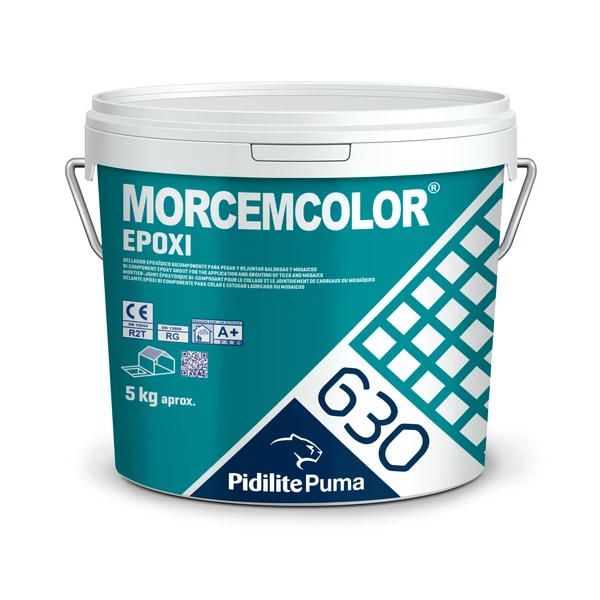 MORCEMCOLOR®
EPOXI
SELLADOR EPOXÍDICO BICOMPONENTE PARA PEGAR Y REJUNTAR BALDOSAS Y MOSAICOS
BI COMPONENT EPOXY GROUT FOR THE APPLICATION AND GROUTING OF TILES AND MOSAICS
MORTIER-JOINT ÉPOXYDIQUE BI-COMPOSANT POUR LE COLLAGE ET LE JOINTOIEMENT DE CARREAUX OU MOSAÏQUES
SELANTE EPÓXI BI COMPONENTE PARA COLAR E ESTUCAR LADRILHOS OU MOSAICOS
CE
EN 12004
R2T
EN 13888
RG
A+
A+ A B C
5 kg aprox.
630
Pidilite Puma